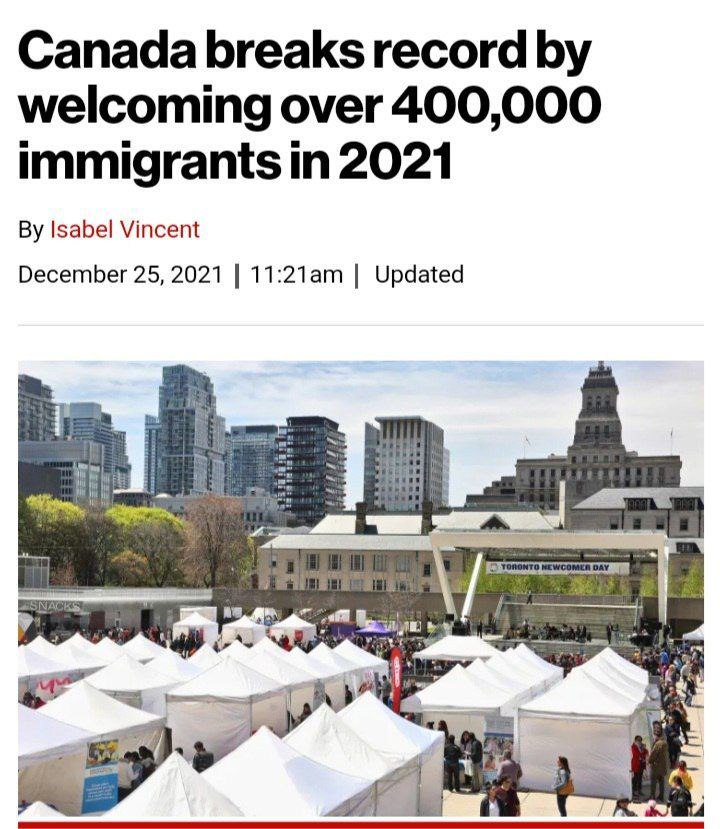 Canada breaks record by
welcoming over 400,000
immigrants in 2021
By Isabel Vincent
December 25, 2021 | 11:21am | Updated
TORONTO NEWCOMER DAY
SNACKS